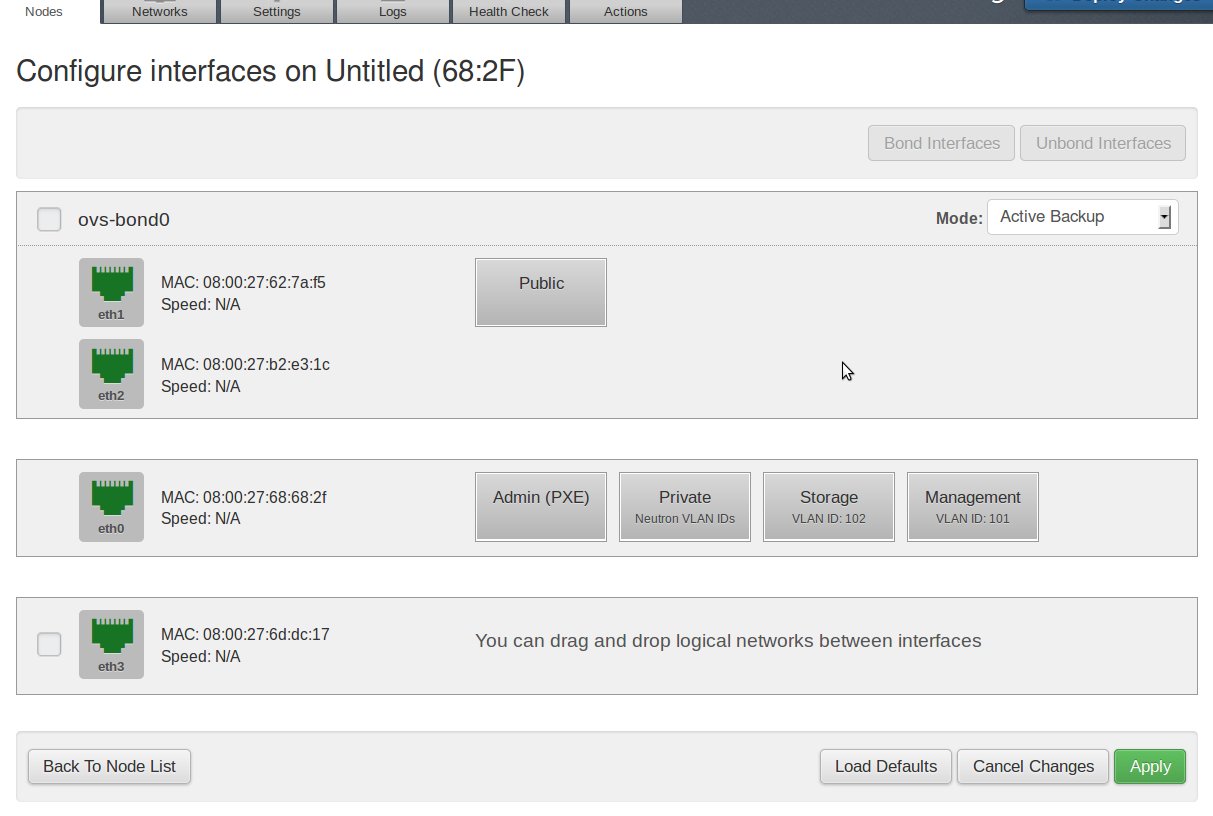 Nodes
Networks
Settings
Logs
Health Check
Actions
Configure interfaces on Untitled (68:2F)
Bond Interfaces
Unbond Interfaces
ovs-bond0
Mode:
Active Backup
eth1
MAC: 08:00:27:62:7a:f5
Speed: N/A
Public
eth2
MAC: 08:00:27:b2:e3:1c
Speed: N/A
eth0
MAC: 08:00:27:68:68:2f
Speed: N/A
Admin (PXE)
Private
Neutron VLAN IDs
Storage
VLAN ID: 102
Management
VLAN ID: 101
eth3
MAC: 08:00:27:6d:dc:17
Speed: N/A
You can drag and drop logical networks between interfaces
Back To Node List
Load Defaults
Cancel Changes
Apply